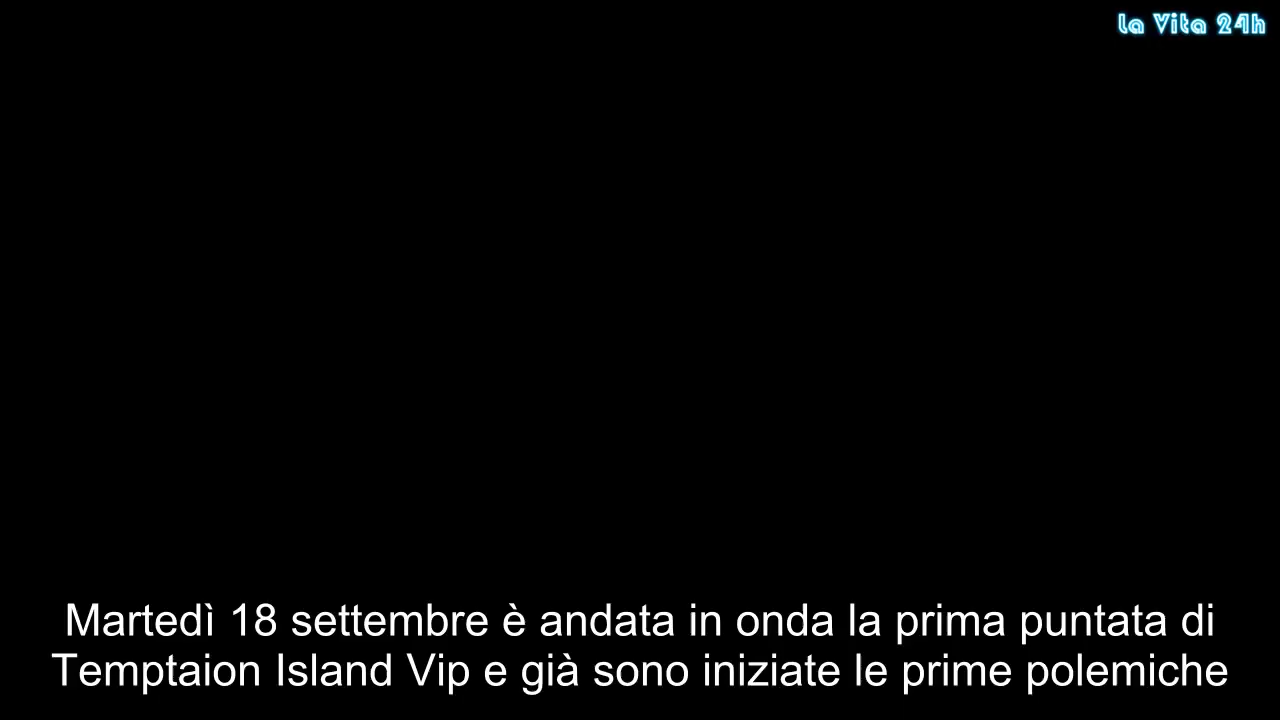 La Vita 24h
Martedì 18 settembre è andata in onda la prima puntata di
Temptaion Island Vip e già sono iniziate le prime polemiche